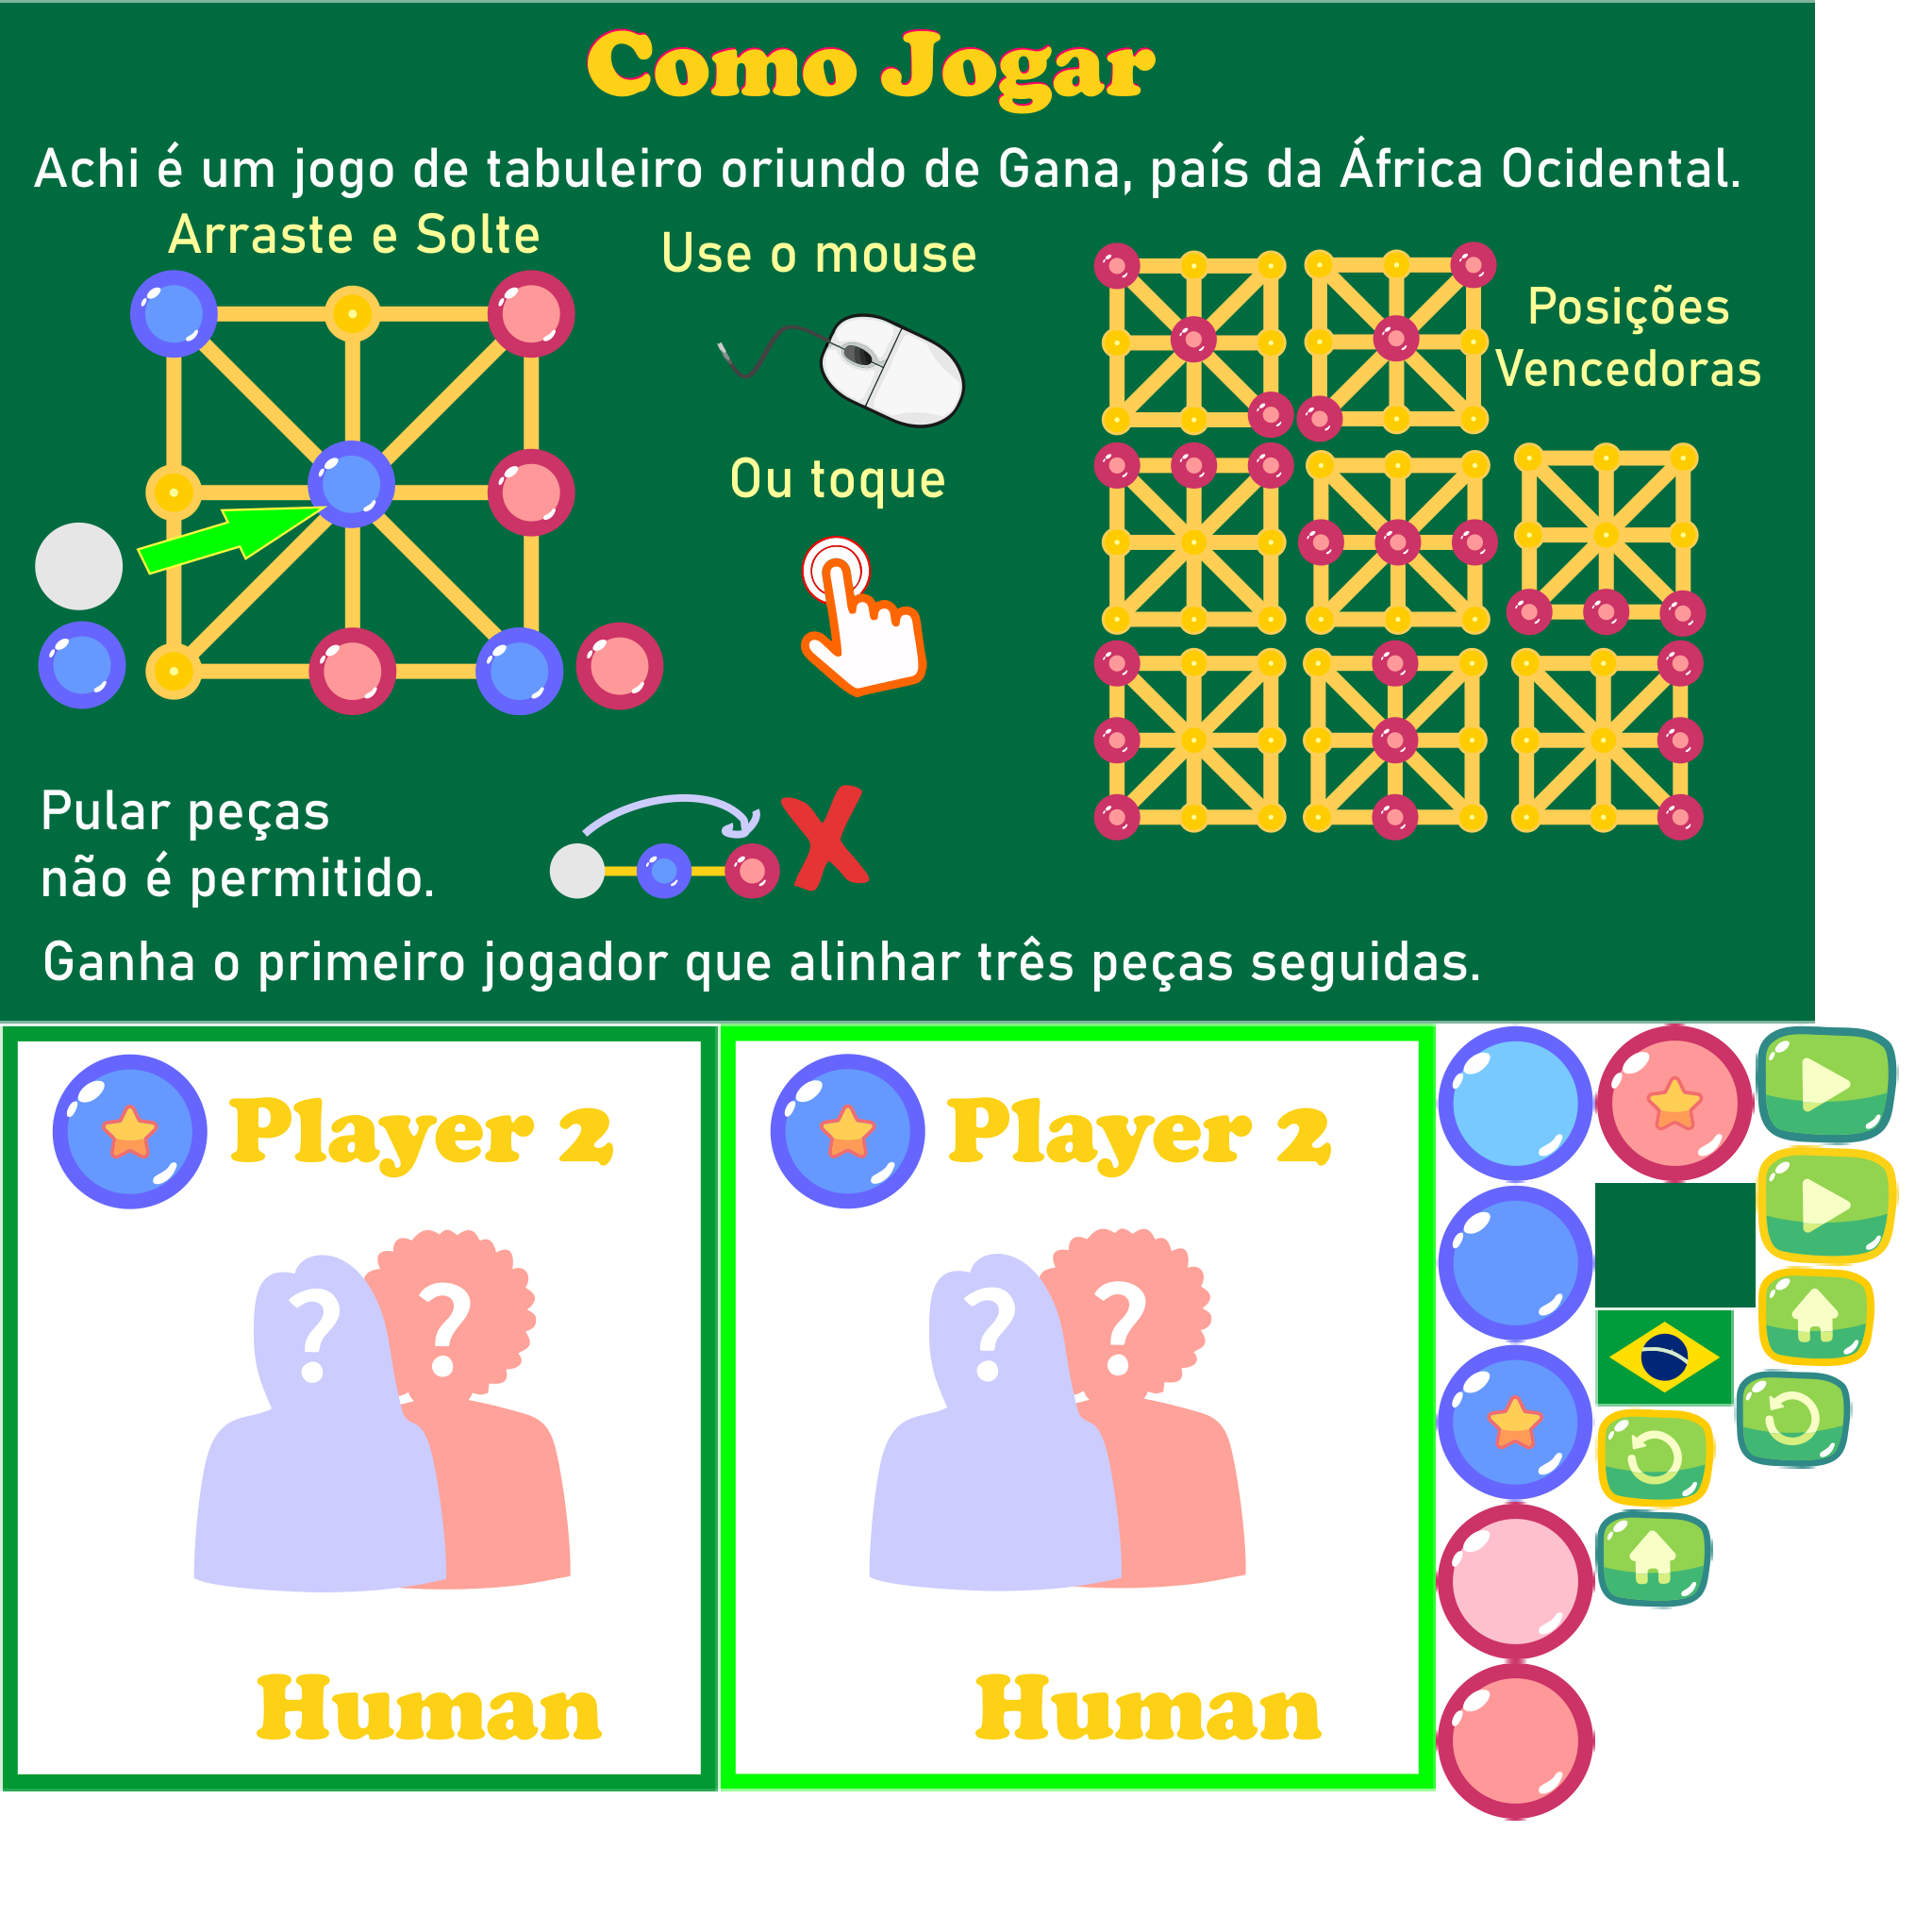 Como Jogar
Achi é um jogo de tabuleiro oriundo de Gana, país da África Ocidental.
Arraste e Solte
Use o mouse
Ou toque
Posições
Vencedoras
Pular peças
não é permitido.
X
Ganha o primeiro jogador que alinhar três peças seguidas.
Player 2
? ?
Human
Player 2
? ?
Human